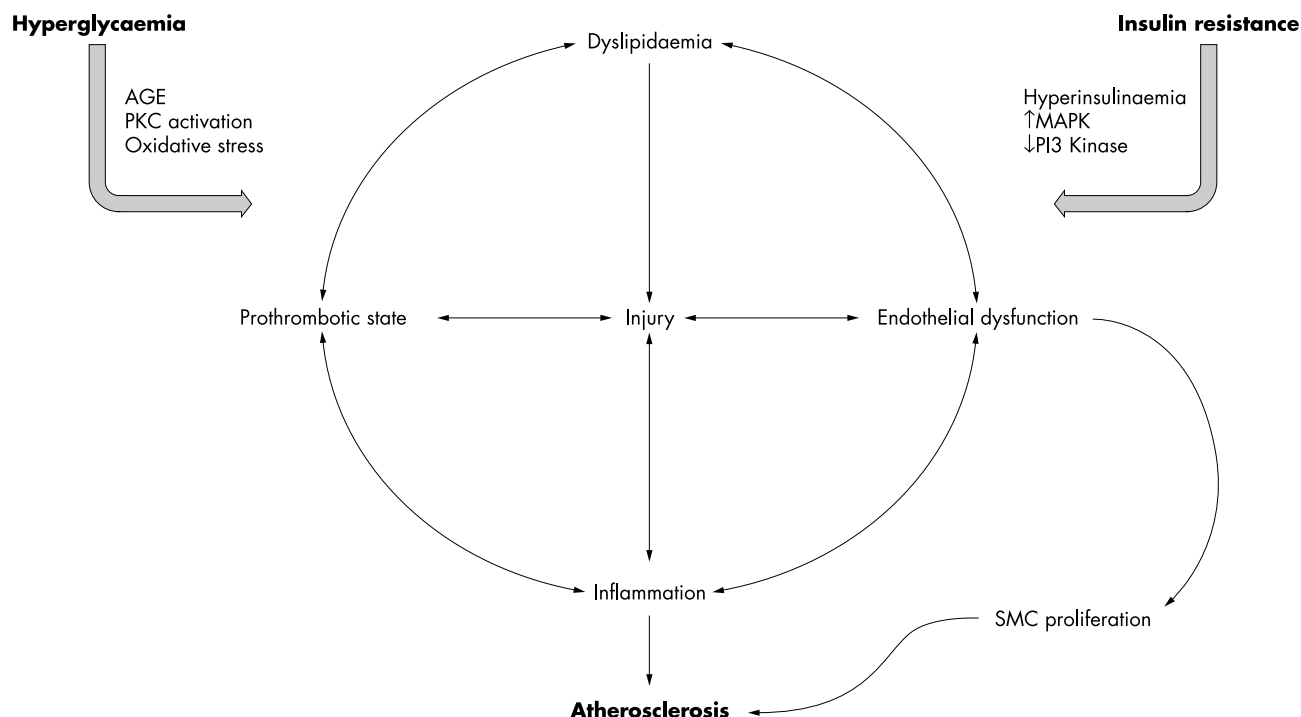 Hyperglycaemia
Insulin resistance
Dyslipidaemia
AGE
PKC activation
Oxidative stress
Hyperinsulinaemia
↑MAPK
↓PI3 Kinase
Prothrombotic state
Injury
Endothelial dysfunction
Inflammation
SMC proliferation
Atherosclerosis